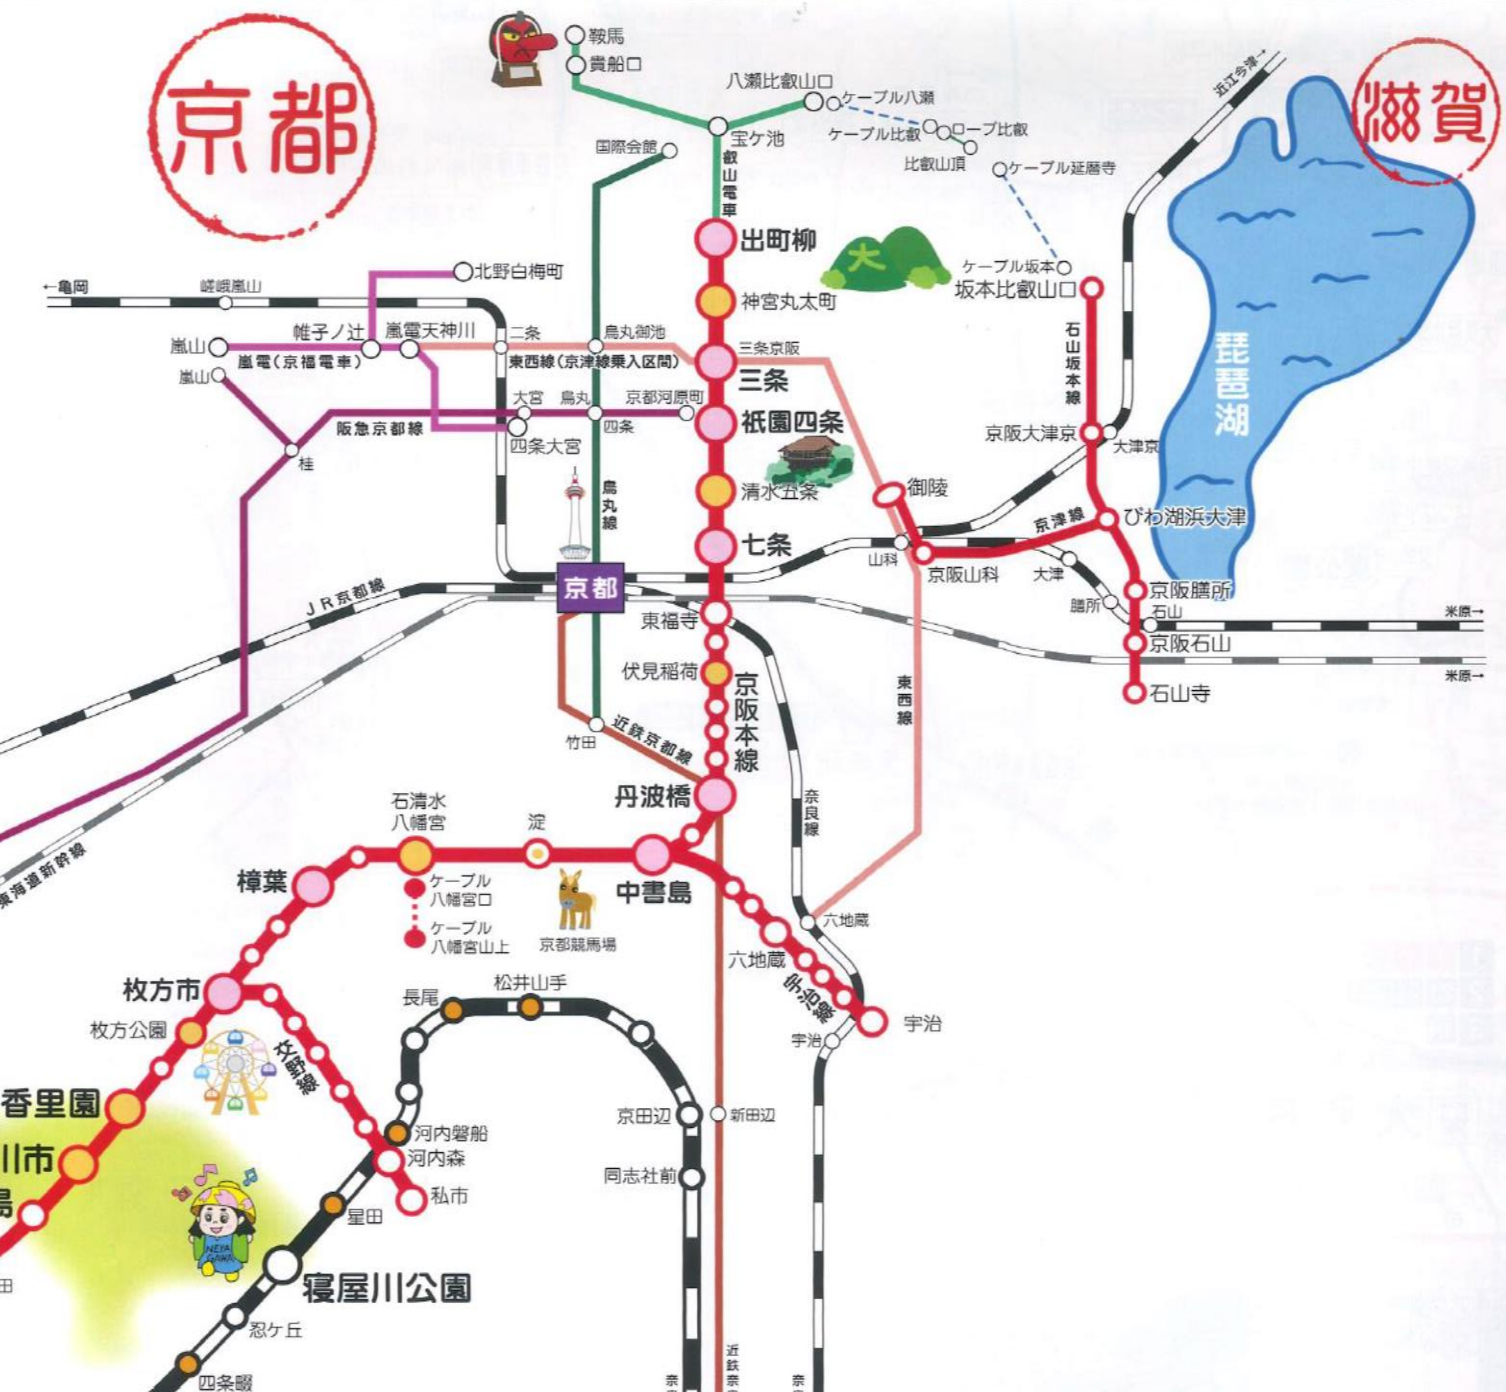 京都
滋賀
鞍馬
貴船口
八瀬比叡山口
ケーブル八瀬
ケーブル比叡
ロープ比叡
比叡山頂
ケーブル延暦寺
近江今津→
宝ケ池
国際会館
叡山電車
出町柳
大
ケーブル坂本
坂本比叡山口
神宮丸太町
北野白梅町
←亀岡
嵯峨嵐山
帷子ノ辻
嵐電天神川
二条
烏丸御池
三条京阪
嵐山
嵐電(京福電車)
東西線(京津線乗入区間)
三条
石山坂本線
琵琶湖
嵐山
大宮
烏丸
京都河原町
阪急京都線
四条大宮
四条
祇園四条
桂
京阪大津京
大津京
烏丸線
清水五条
御陵
京津線
びわ湖浜大津
七条
山科
京阪山科
大津
京都
JR京都線
京阪膳所
膳所
石山
米原→
東福寺
京阪石山
米原→
伏見稲荷
京阪本線
東西線
石山寺
竹田
近鉄京都線
丹波橋
奈良線
東海道新幹線
石清水
八幡宮
淀
樟葉
ケーブル
八幡宮口
ケーブル
八幡宮山上
京都競馬場
中書島
六地蔵
六地蔵
宇治線
宇治
宇治
枚方市
枚方公園
交野線
長尾
松井山手
香里園
川市
京田辺
新田辺
河内磐船
河内森
同志社前
私市
星田
NEYA
GAWA
寝屋川公園
田
忍ケ丘
四条畷
近鉄奈
奈
奈